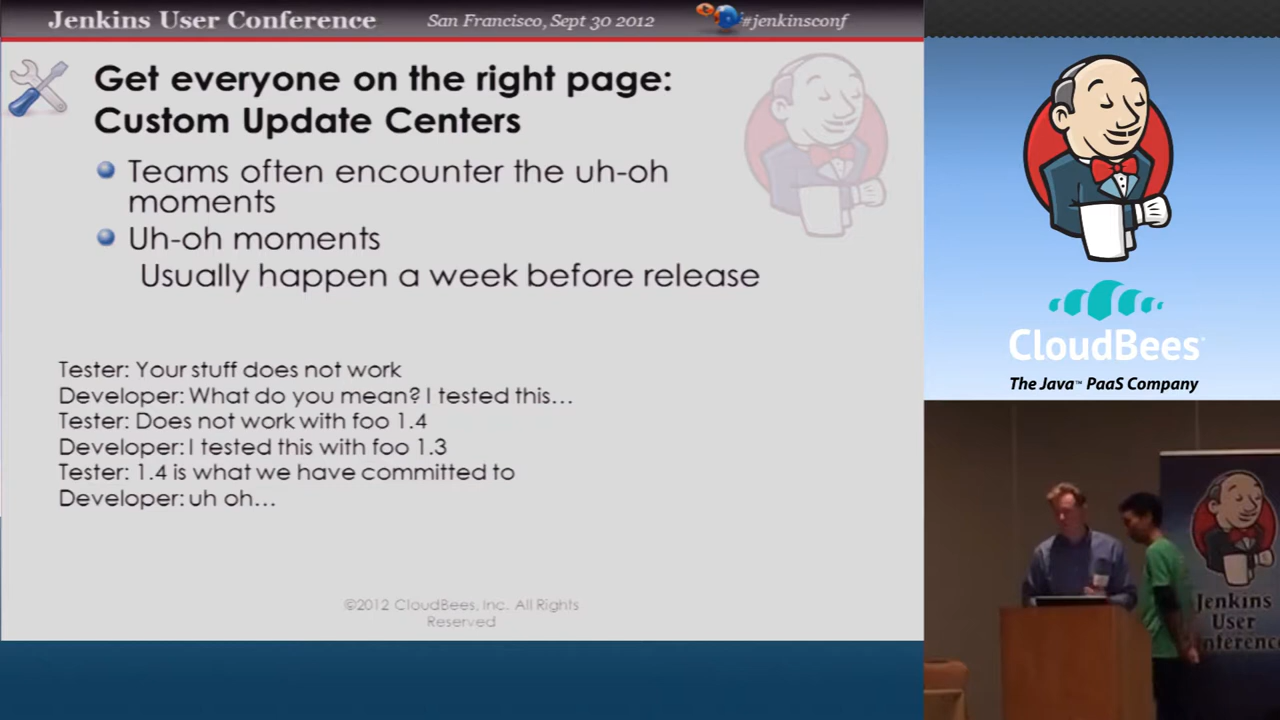 Jenkins User Conference San Francisco, Sept 30 2012 #jenkinsconf
Get everyone on the right page:
Custom Update Centers
Teams often encounter the uh-oh
moments
Uh-oh moments
Usually happen a week before release
Tester: Your stuff does not work
Developer: What do you mean? I tested this...
Tester: Does not work with foo 1.4
Developer: I tested this with foo 1.3
Tester: 1.4 is what we have committed to
Developer: uh oh...
©2012 CloudBees, Inc. All Rights
Reserved
CloudBees
The Java™ PaaS Company
Jenkins
User
Conference